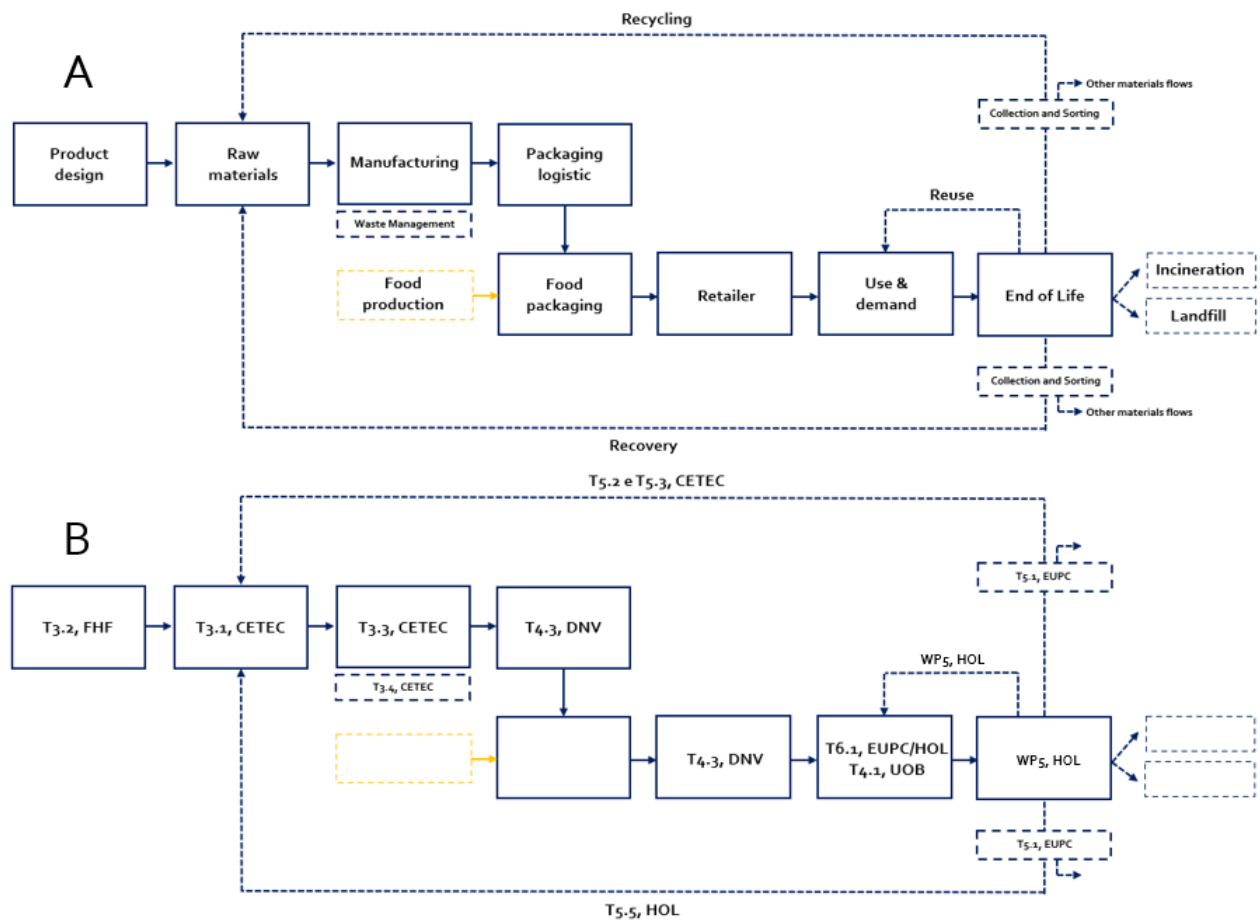 Recycling
A
Other materials flows
Collection and Sorting
Product
design
Raw
materials
Manufacturing
Packaging
logistic
Waste Management
Reuse
Food
production
Food
packaging
Retailer
Use &
demand
End of Life
Incineration
Landfill
Collection and Sorting
Other materials flows
Recovery
T5.2 e T5.3, CETEC
B
T5.1, EUPC
T3.2, FHF
T3.1, CETEC
T3.3, CETEC
T4.3, DNV
T3.4, CETEC
WP5, HOL
T4.3, DNV
T6.1, EUPC/HOL
T4.1, UOB
WP5, HOL
T5.1, EUPC
T5.5, HOL